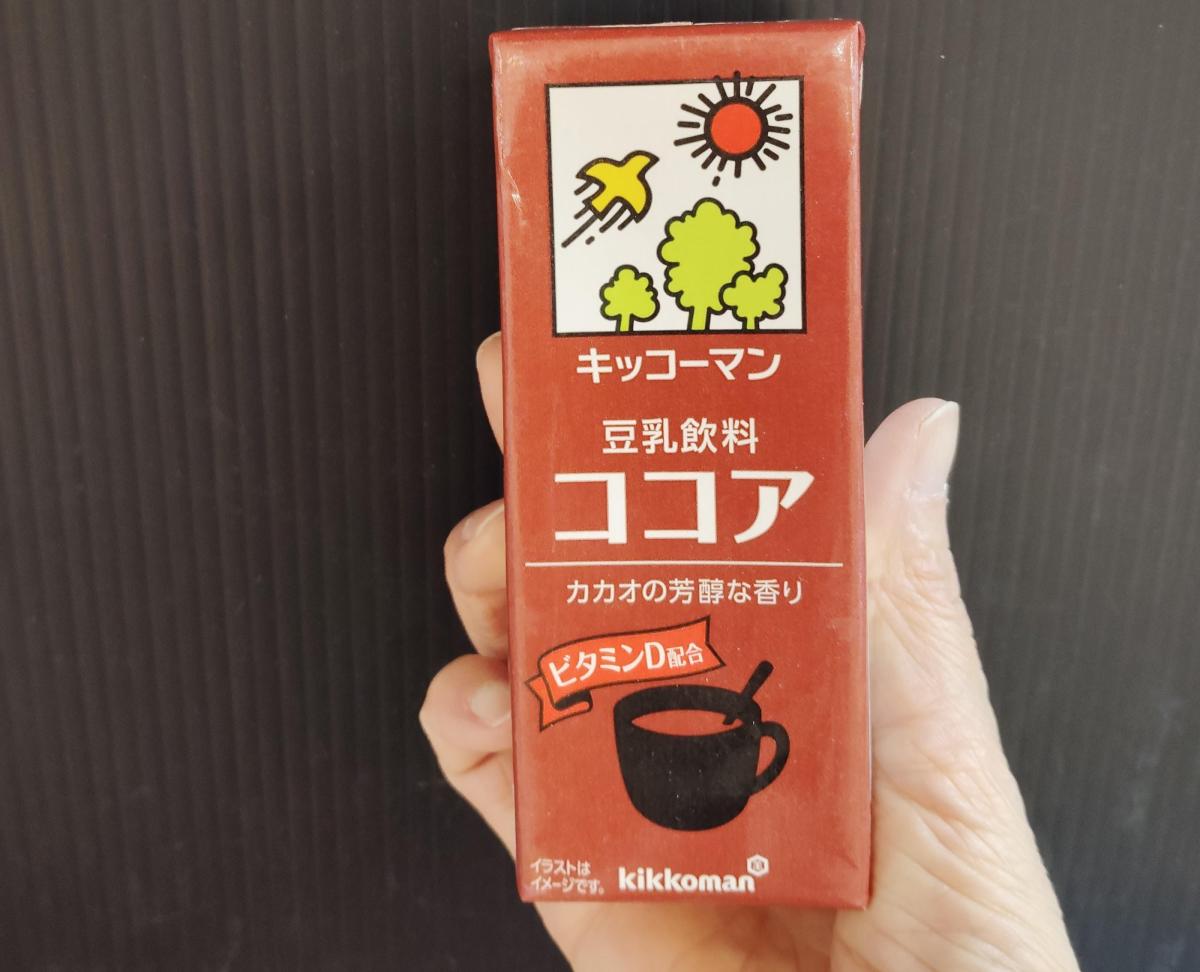 キッコーマン
豆乳飲料
ココア
カカオの芳醇な香り
ビタミンD配合
イラストは
イメージです。
kikkoman